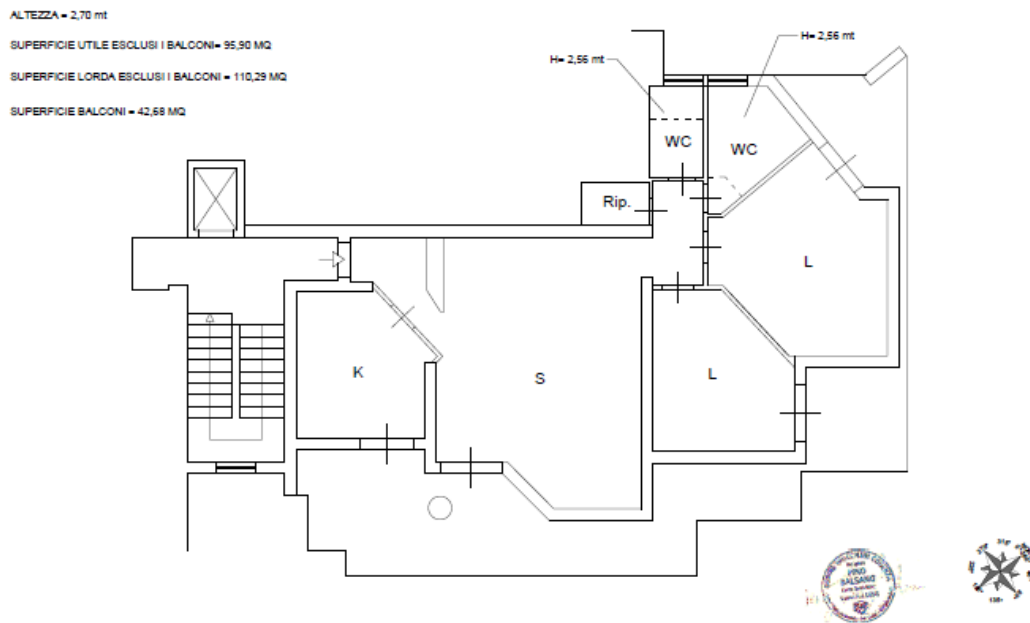 ALTEZZA = 2,70 mt
SUPERFICIE UTILE ESCLUSI I BALCONI= 95,90 MQ
SUPERFICIE LORDA ESCLUSI I BALCONI = 110,29 MQ
SUPERFICIE BALCONI = 42,68 MQ
H= 2,56 mt
H= 2,56 mt
WC
WC
Rip.
L
K
S
L
PINO
BALSANO